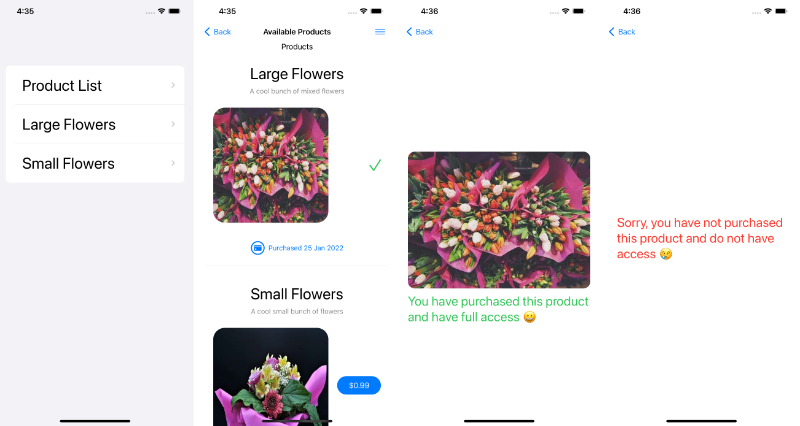 4:35
Product List
Large Flowers
Small Flowers
4:35
Back
Available Products
Products
Large Flowers
A cool bunch of mixed flowers
Purchased 25 Jan 2022
Small Flowers
A cool small bunch of flowers
$0.99
4:36
Back
You have purchased this product
and have full access 😀
4:36
Back
Sorry, you have not purchased
this product and do not have
access 😢